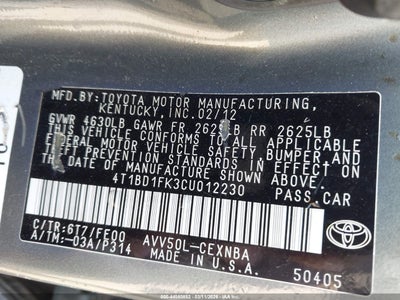 MFD.BY:TOYOTA MOTOR MANUFACTURING,
KENTUCKY, INC. 02/12
GVWR 4630LB GAWR FR 2625LB RR 2625LB
THIS VEHICLE CONFORMS TO ALL APPLICABLE
FEDERAL MOTOR VEHICLE SAFETY, BUMPER, AND
THEFT PREVENTION STANDARDS IN EFFECT ON
THE DATE OF MANUFACTURE SHOWN ABOVE.
4T1BD1FK3CU012230
PASS.CAR
C/TR:6T7/FE00 AVV50L-CEXNBA
A/TM:-03A/P314 MADE IN U.S.A.
TOYOTA
50405